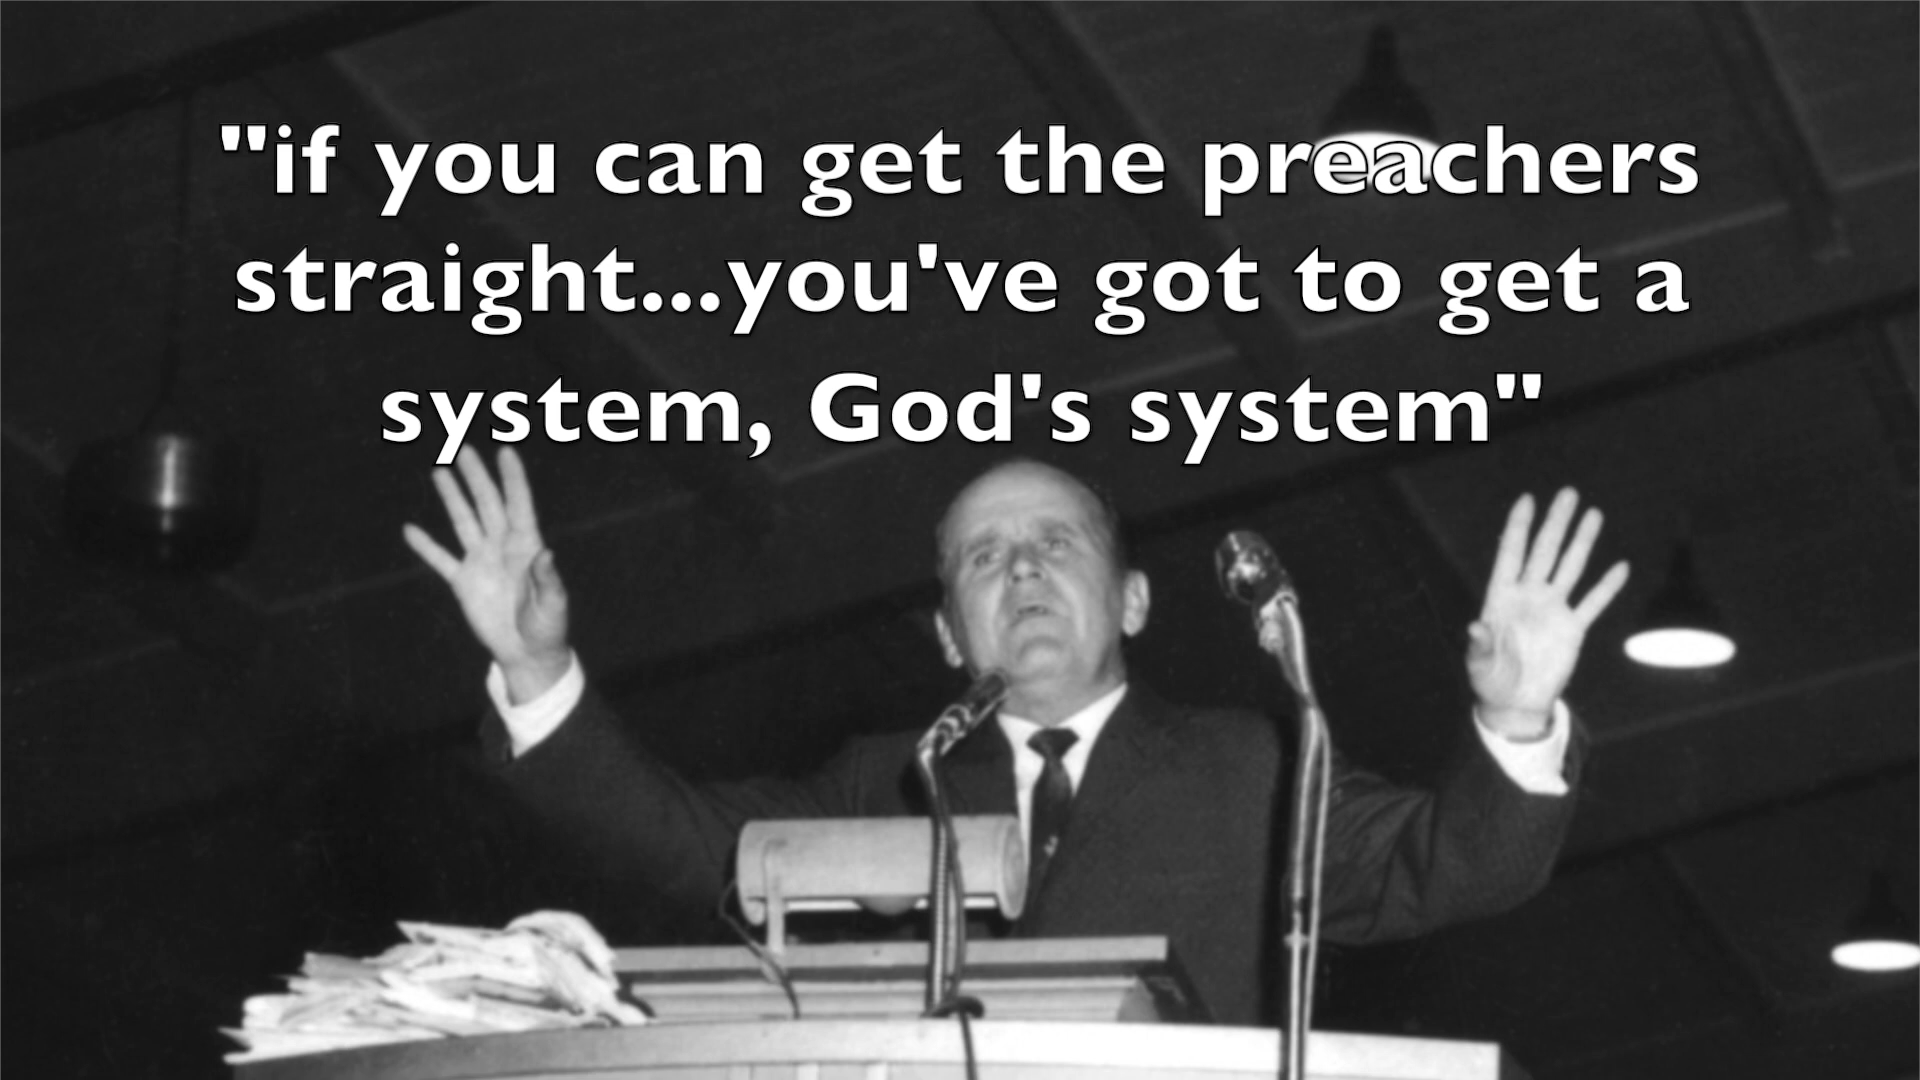 "if you can get the preachers
straight...you've got to get a
system, God's system"